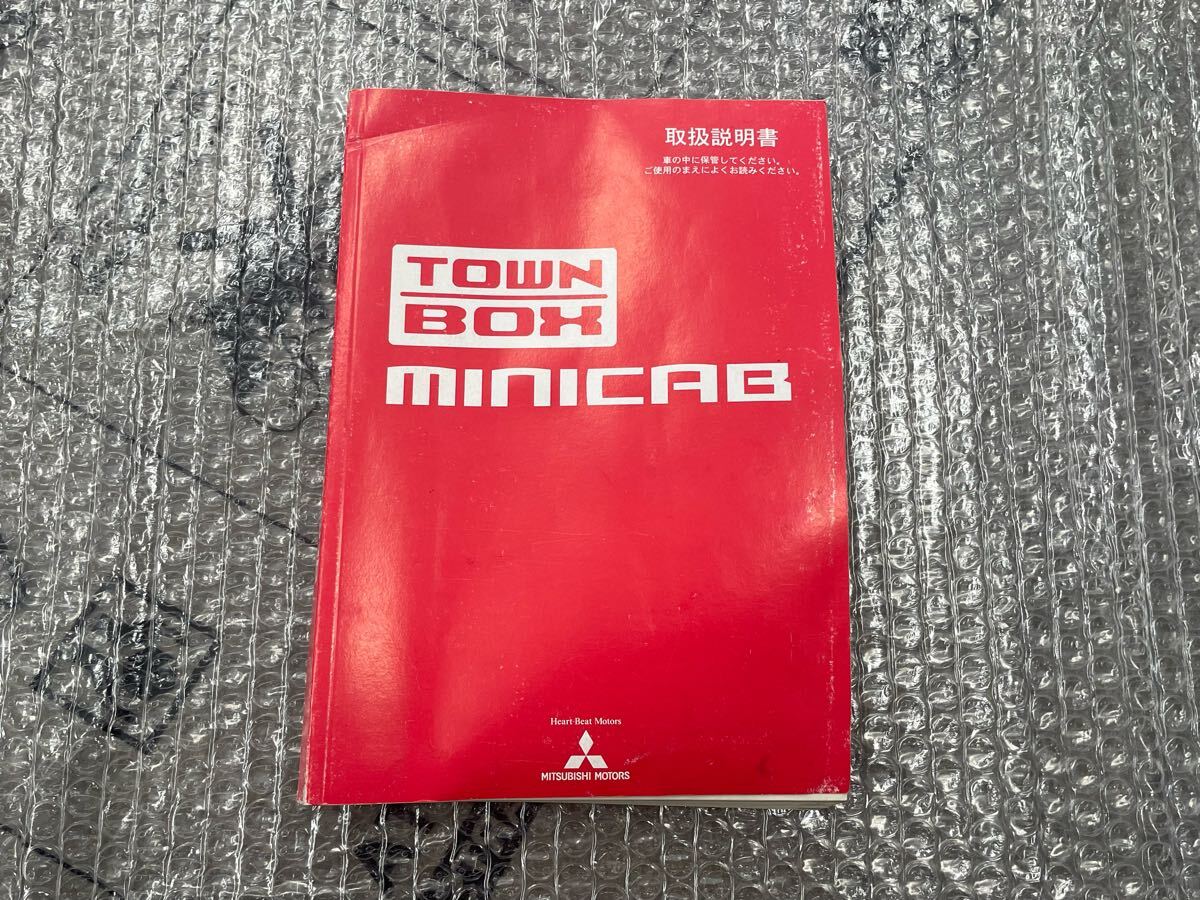 取扱説明書
車の中に保管してください。
ご使用のまえによくお読みください。
TOWN
BOX
MINICAB
Heart-Beat Motors
MITSUBISHI MOTORS